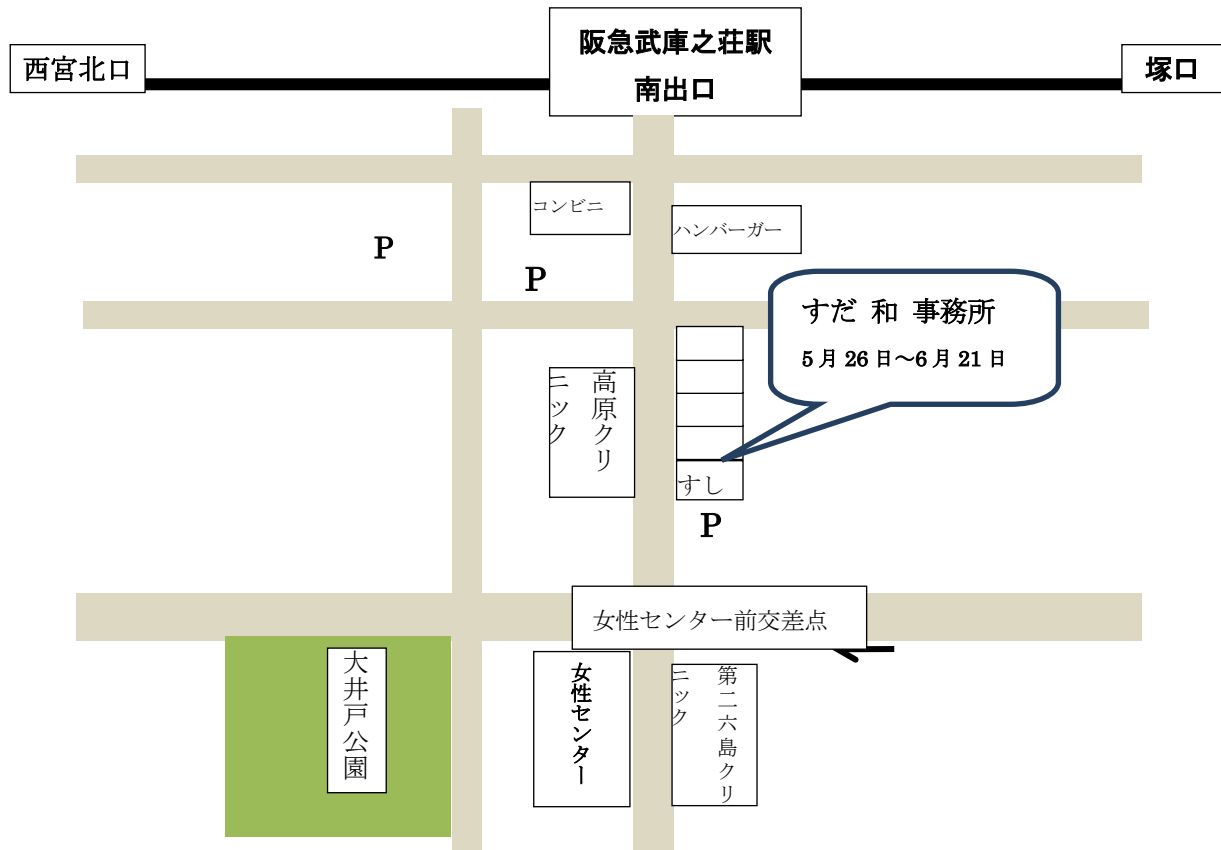 阪急武庫之荘駅
南出口
西宮北口
塚口
コンビニ
ハンバーガー
P
P
すだ 和 事務所
5月26日～6月21日
高原クリ
ニック
すし
P
女性センター前交差点
大井戸公園
女性センター
第二六島クリ
ニック